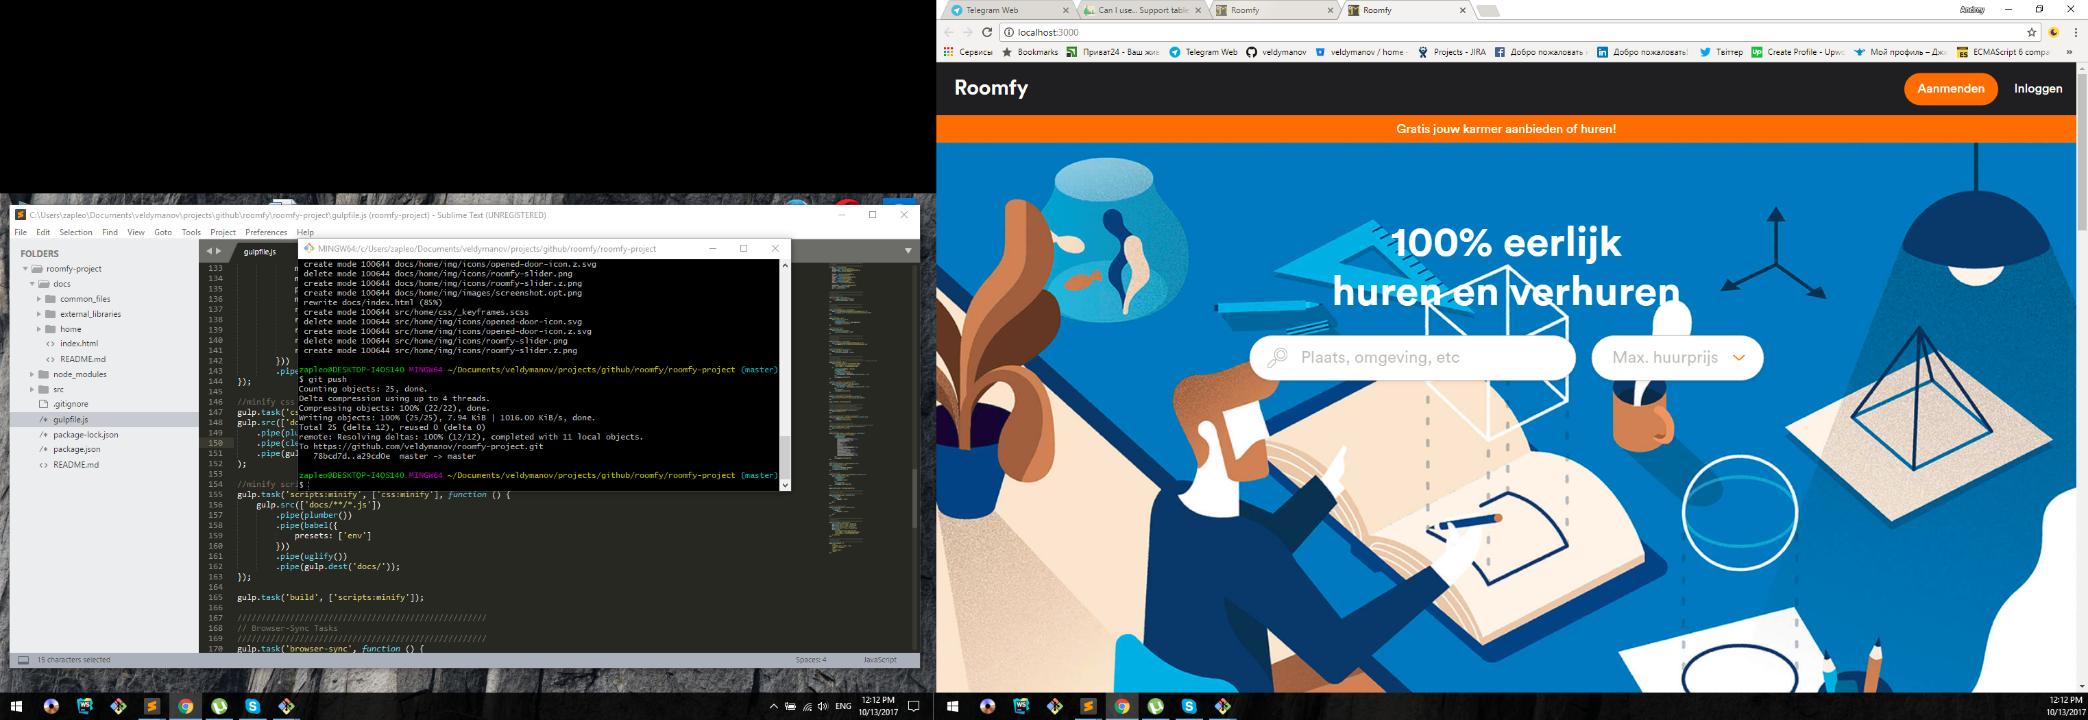 C:\Users\zapleo\Documents\veldymanov\projects\github\roomfy\roomfy-project\gulpfile.js (roomfy-project) - Sublime Text (UNREGISTERED)
File Edit Selection Find View Goto Tools Project Preferences Help
FOLDERS
roomfy-project
docs
common_files
external_libraries
home
index.html
README.md
node_modules
src
.gitignore
gulpfile.js
package-lock.json
package.json
README.md
gulpfile.js
MINGW64:/c/Users/zapleo/Documents/veldymanov/projects/github/roomfy/roomfy-project
create mode 100644 docs/home/img/icons/opened-door-icon.z.svg
delete mode 100644 docs/home/img/icons/roomfy-slider.png
create mode 100644 docs/home/img/icons/roomfy-slider.z.png
create mode 100644 docs/home/img/images/screenshot.opt.png
rewrite docs/index.html (85%)
create mode 100644 src/home/css/_keyframes.scss
delete mode 100644 src/home/img/icons/opened-door-icon.svg
create mode 100644 src/home/img/icons/opened-door-icon.z.svg
delete mode 100644 src/home/img/icons/roomfy-slider.png
create mode 100644 src/home/img/icons/roomfy-slider.z.png
zapleo@DESKTOP-I4OS14O MINGW64 ~/Documents/veldymanov/projects/github/roomfy/roomfy-project (master)
$ git push
Counting objects: 25, done.
Delta compression using up to 4 threads.
Compressing objects: 100% (22/22), done.
Writing objects: 100% (25/25), 7.94 KiB | 1016.00 KiB/s, done.
Total 25 (delta 12), reused 0 (delta 0)
remote: Resolving deltas: 100% (12/12), completed with 11 local objects.
To https://github.com/veldymanov/roomfy-project.git
78bcd7d..a29cd0e master -> master
zapleo@DESKTOP-I4OS14O MINGW64 ~/Documents/veldymanov/projects/github/roomfy/roomfy-project (master)
$
133
134
135
136
137
138
139
140
141
142 }))
143 .pipe
144 });
145
146 //minify css
147 gulp.task('c
148 gulp.src(['d
149 .pipe(plu
150 .pipe(cle
151 .pipe(gul
152 );
153
154 //minify scri
155 gulp.task('scripts:minify', ['css:minify'], function () {
156 gulp.src(['docs/**/*.js'])
157 .pipe(plumber())
158 .pipe(babel({
159 presets: ['env']
160 }))
161 .pipe(uglify())
162 .pipe(gulp.dest('docs/'));
163 });
164
165 gulp.task('build', ['scripts:minify']);
166
167 //////////////////////////////////////////////////////
168 // Browser-Sync Tasks
169 //////////////////////////////////////////////////////
170 gulp.task('browser-sync', function () {
15 characters selected Spaces: 4 JavaScript
ENG 12:12 PM
10/13/2017
Telegram Web Can I use... Support table Roomfy Roomfy Andrey
localhost:3000
Сервисы Bookmarks Приват24 - Ваш жи Telegram Web veldymanov veldymanov / home Projects - JIRA Добро пожаловать Добро пожаловать! Твіттер Create Profile - Upw Мой профиль – Дж ECMAScript 6 compa
Roomfy Aanmenden Inloggen
Gratis jouw karmer aanbieden of huren!
100% eerlijk
huren en verhuren
Plaats, omgeving, etc Max. huurprijs
12:12 PM
10/13/2017